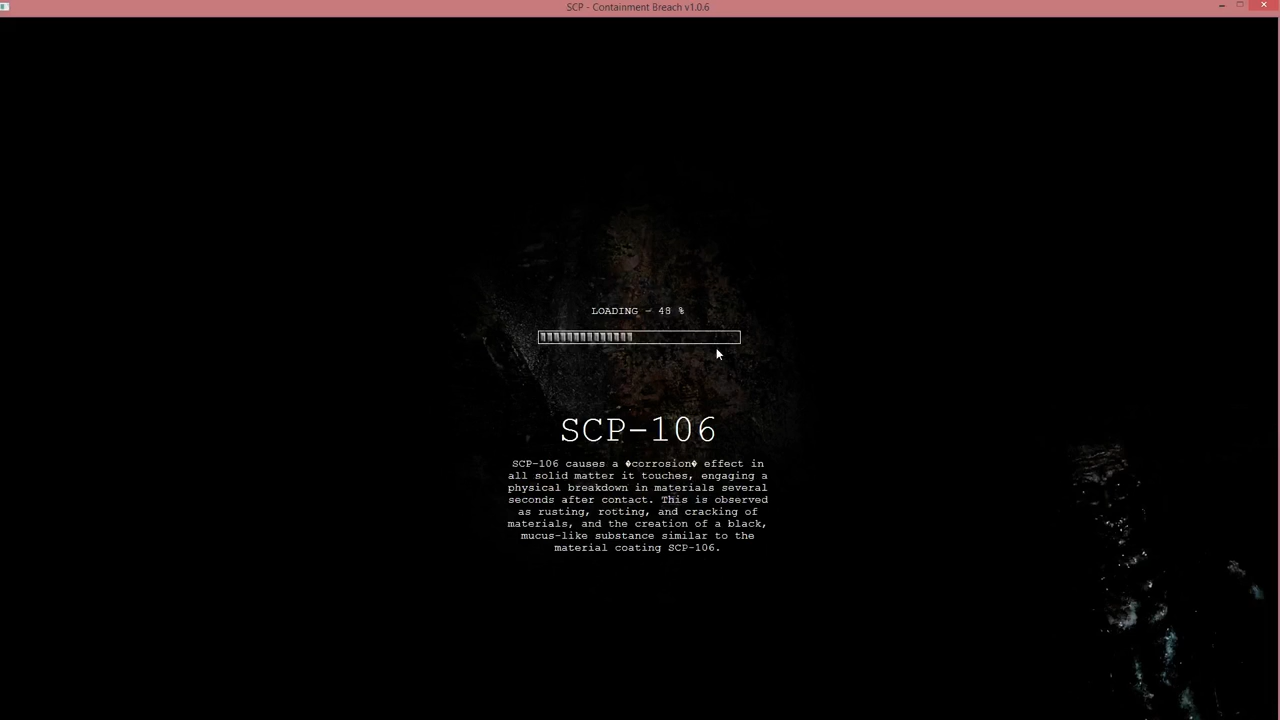 SCP - Containment Breach v1.0.6
LOADING - 48 %
SCP-106
SCP-106 causes a �corrosion� effect in
all solid matter it touches, engaging a
physical breakdown in materials several
seconds after contact. This is observed
as rusting, rotting, and cracking of
materials, and the creation of a black,
mucus-like substance similar to the
material coating SCP-106.